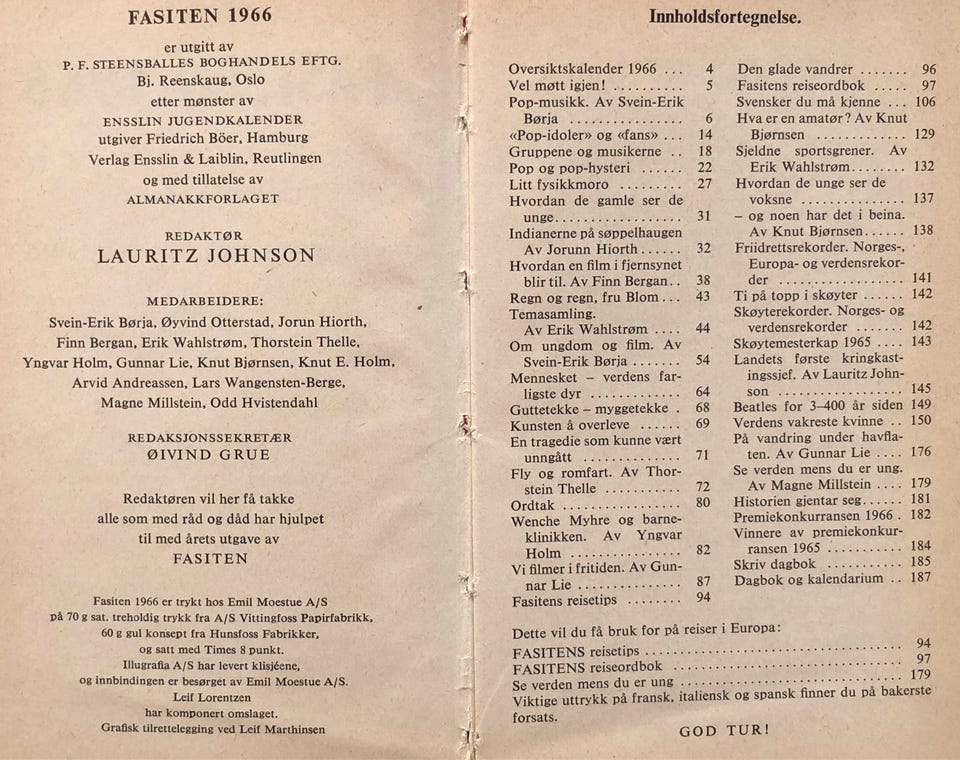 FASITEN 1966
er utgitt av
P. F. STEENSBALLES BOGHANDELS EFTG.
Bj. Reenskaug, Oslo
etter mønster av
ENSSLIN JUGENDKALENDER
utgiver Friedrich Böer, Hamburg
Verlag Ensslin & Laiblin, Reutlingen
og med tillatelse av
ALMANAKKFORLAGET
REDAKTØR
LAURITZ JOHNSON
MEDARBEIDERE:
Svein-Erik Børja, Øyvind Otterstad, Jorun Hiorth,
Finn Bergan, Erik Wahlstrøm, Thorstein Thelle,
Yngvar Holm, Gunnar Lie, Knut Bjørnsen, Knut E. Holm,
Arvid Andreassen, Lars Wangensten-Berge,
Magne Millstein, Odd Hvistendahl
REDAKSJONSSEKRETÆR
ØIVIND GRUE
Redaktøren vil her få takke
alle som med råd og dåd har hjulpet
til med årets utgave av
FASITEN
Fasiten 1966 er trykt hos Emil Moestue A/S
på 70 g sat. treholdig trykk fra A/S Vittingfoss Papirfabrikk,
60 g gul konsept fra Hunsfoss Fabrikker,
og satt med Times 8 punkt.
Illugrafia A/S har levert klisjéene,
og innbindingen er besørget av Emil Moestue A/S.
Leif Lorentzen
har komponert omslaget.
Grafisk tilrettelegging ved Leif Marthinsen
Innholdsfortegnelse.
Oversiktskalender 1966 ... 4
Vel møtt igjen! .......... 5
Pop-musikk. Av Svein-Erik
Børja ............... 6
«Pop-idoler» og «fans» ... 14
Gruppene og musikerne .. 18
Pop og pop-hysteri ...... 22
Litt fysikkmoro ......... 27
Hvordan de gamle ser de
unge.................. 31
Indianerne på søppelhaugen
Av Jorunn Hiorth ...... 32
Hvordan en film i fjernsynet
blir til. Av Finn Bergan.. 38
Regn og regn, fru Blom... 43
Temasamling.
Av Erik Wahlstrøm .... 44
Om ungdom og film. Av
Svein-Erik Børja ...... 54
Mennesket – verdens far-
ligste dyr ............. 64
Guttetekke – myggetekke . 68
Kunsten å overleve ...... 69
En tragedie som kunne vært
unngått .............. 71
Fly og romfart. Av Thor-
stein Thelle ........... 72
Ordtak ................. 80
Wenche Myhre og barne-
klinikken. Av Yngvar
Holm ................ 82
Vi filmer i fritiden. Av Gun-
nar Lie ............... 87
Fasitens reisetips ........ 94
Den glade vandrer ....... 96
Fasitens reiseordbok ..... 97
Svensker du må kjenne ... 106
Hva er en amatør? Av Knut
Bjørnsen ............. 129
Sjeldne sportsgrener. Av
Erik Wahlstrøm........ 132
Hvordan de unge ser de
voksne ............... 137
– og noen har det i beina.
Av Knut Bjørnsen...... 138
Friidrettsrekorder. Norges-,
Europa- og verdensrekor-
der .................. 141
Ti på topp i skøyter ...... 142
Skøyterekorder. Norges- og
verdensrekorder ....... 142
Skøytemesterkap 1965 .... 143
Landets første kringkast-
ingssjef. Av Lauritz John-
son .................. 145
Beatles for 3–400 år siden 149
Verdens vakreste kvinne .. 150
På vandring under havfla-
ten. Av Gunnar Lie .... 176
Se verden mens du er ung.
Av Magne Millstein .... 179
Historien gjentar seg...... 181
Premiekonkurransen 1966 . 182
Vinnere av premiekonkur-
ransen 1965 ........... 184
Skriv dagbok ........... 185
Dagbok og kalendarium .. 187
Dette vil du få bruk for på reiser i Europa:
FASITENS reisetips ................................. 94
FASITENS reiseordbok .............................. 97
Se verden mens du er ung ............................ 179
Viktige uttrykk på fransk, italiensk og spansk finner du på bakerste
forsats.
GOD TUR!